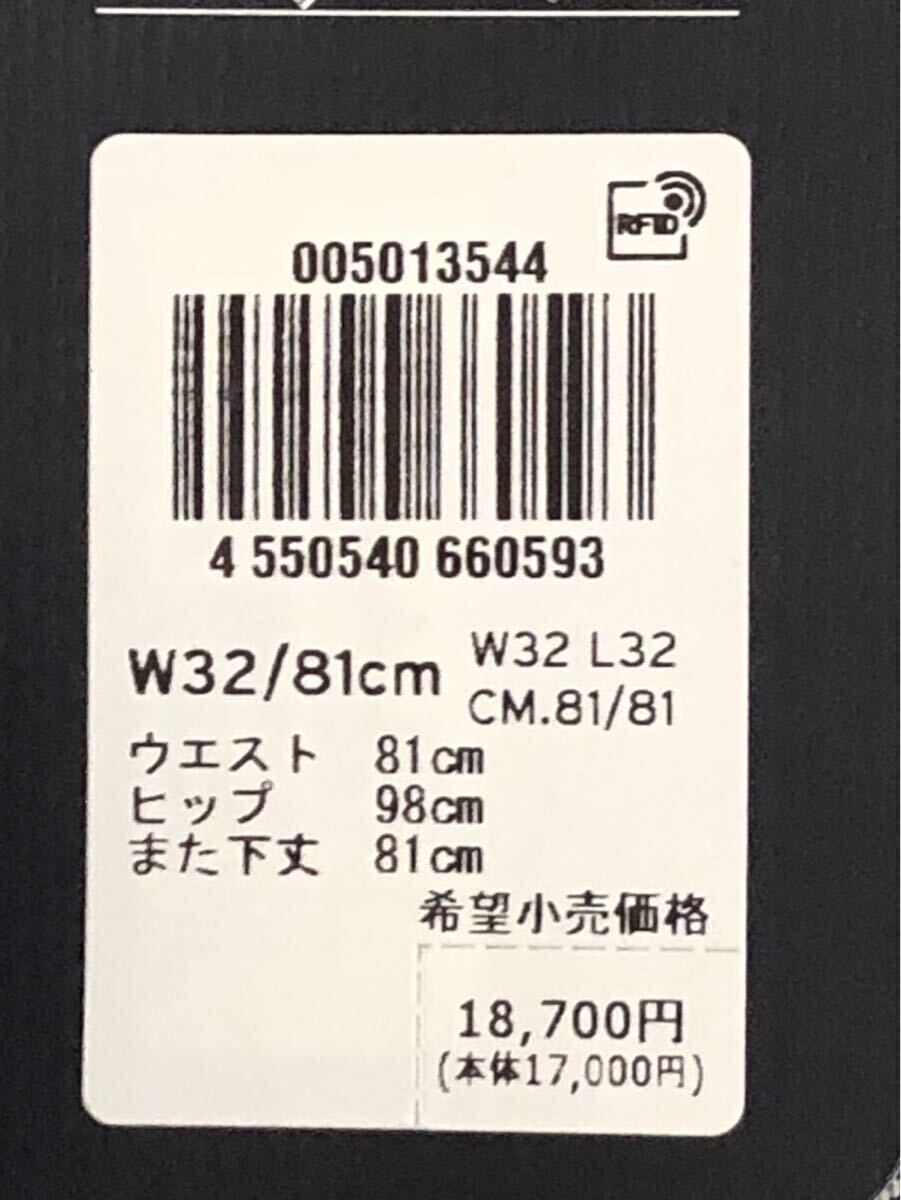 RFID
005013544
4 550540 660593
W32/81cm
W32 L32
CM.81/81
ウエスト 81cm
ヒップ 98cm
また下丈 81cm
希望小売価格
18,700円
(本体17,000円)